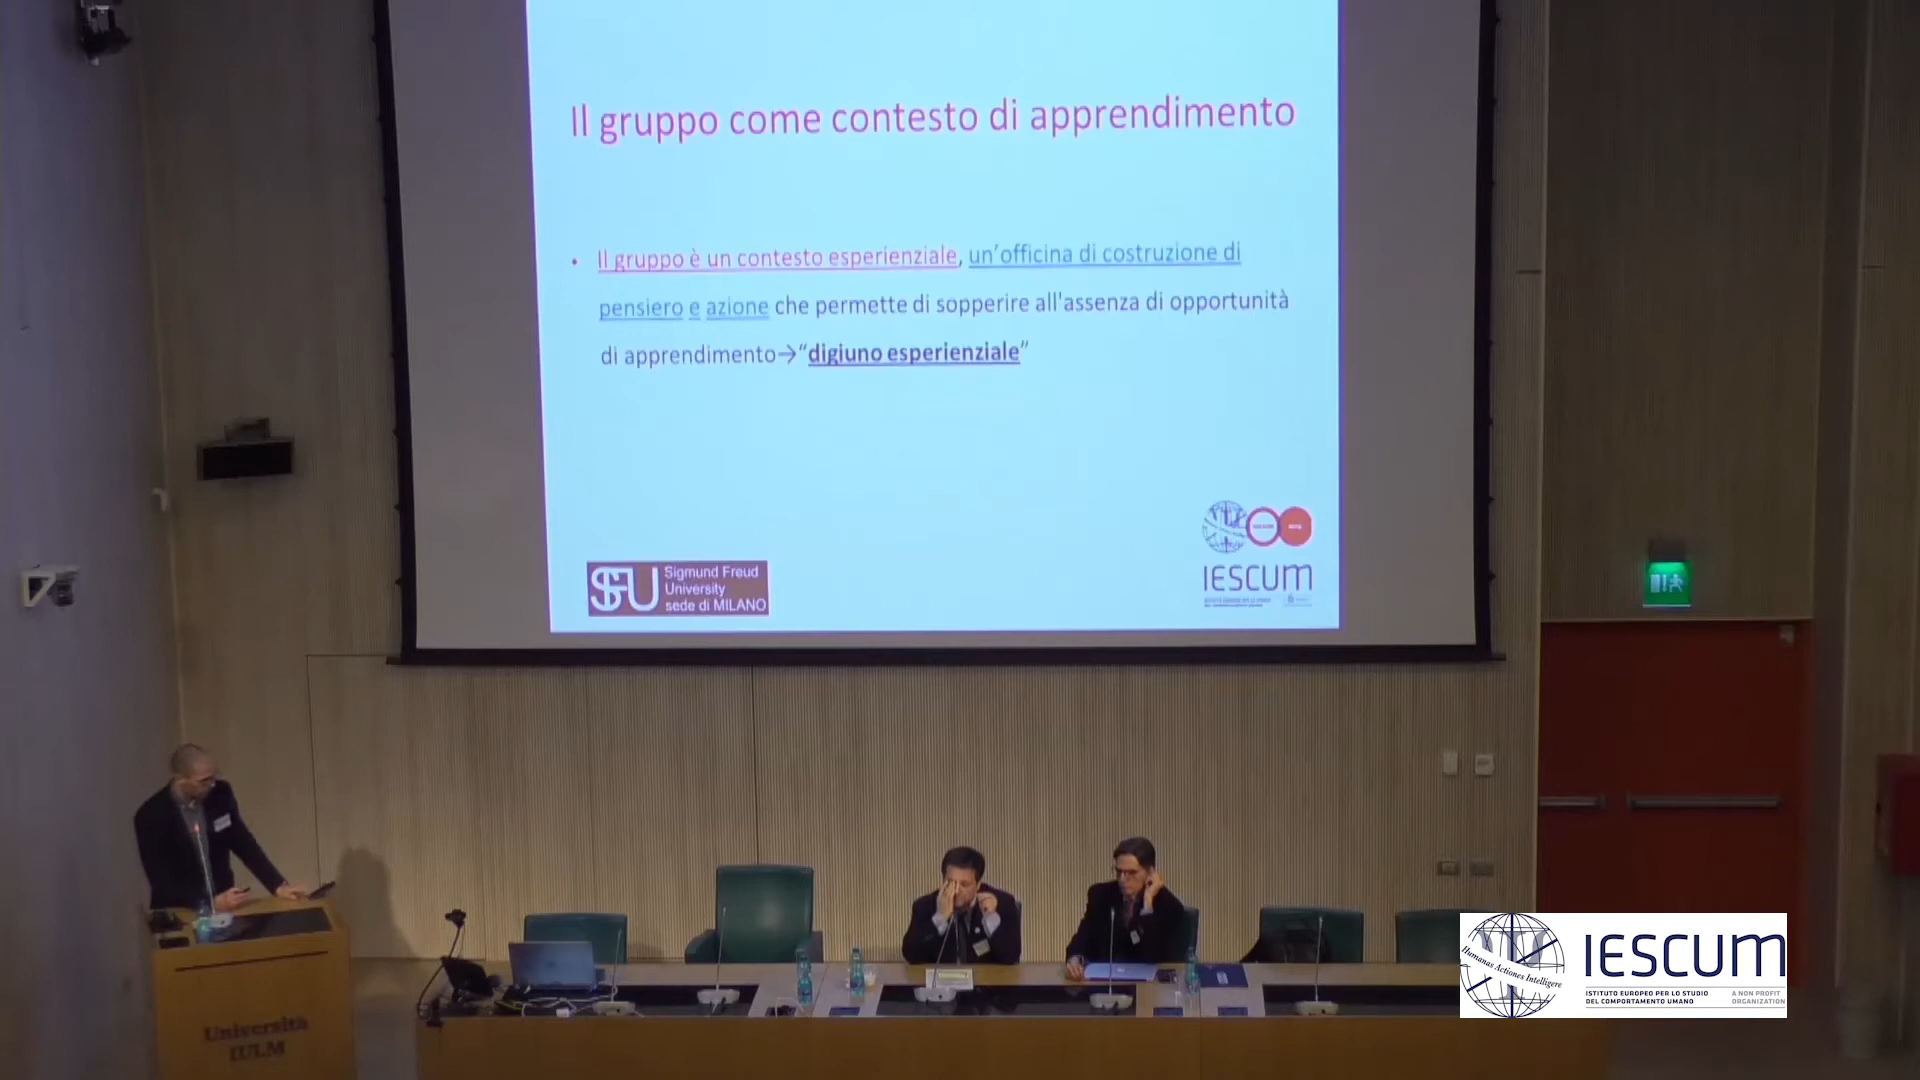 Il gruppo come contesto di apprendimento
• Il gruppo è un contesto esperienziale, un'officina di costruzione di
pensiero e azione che permette di sopperire all'assenza di opportunità
di apprendimento→“digiuno esperienziale”
SFU
Sigmund Freud
University
sede di MILANO
IESCUM
Università
IULM
Humanas Actiones Intelligere
IESCUM
ISTITUTO EUROPEO PER LO STUDIO
DEL COMPORTAMENTO UMANO
A NON PROFIT
ORGANIZATION